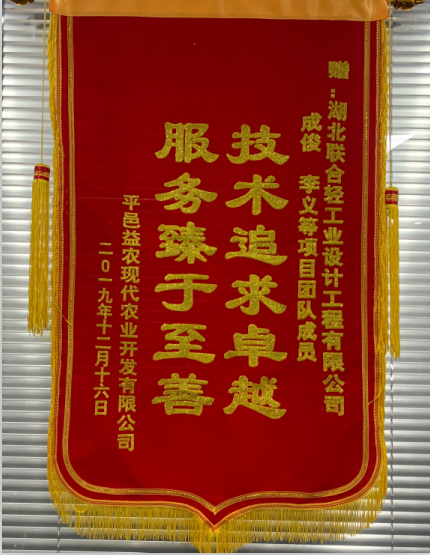 赠：湖北联合轻工业设计工程有限公司
成俊 李义等项目团队成员
技术追求卓越
服务臻于至善
平邑益农现代农业开发有限公司
二0一九年十二月十六日